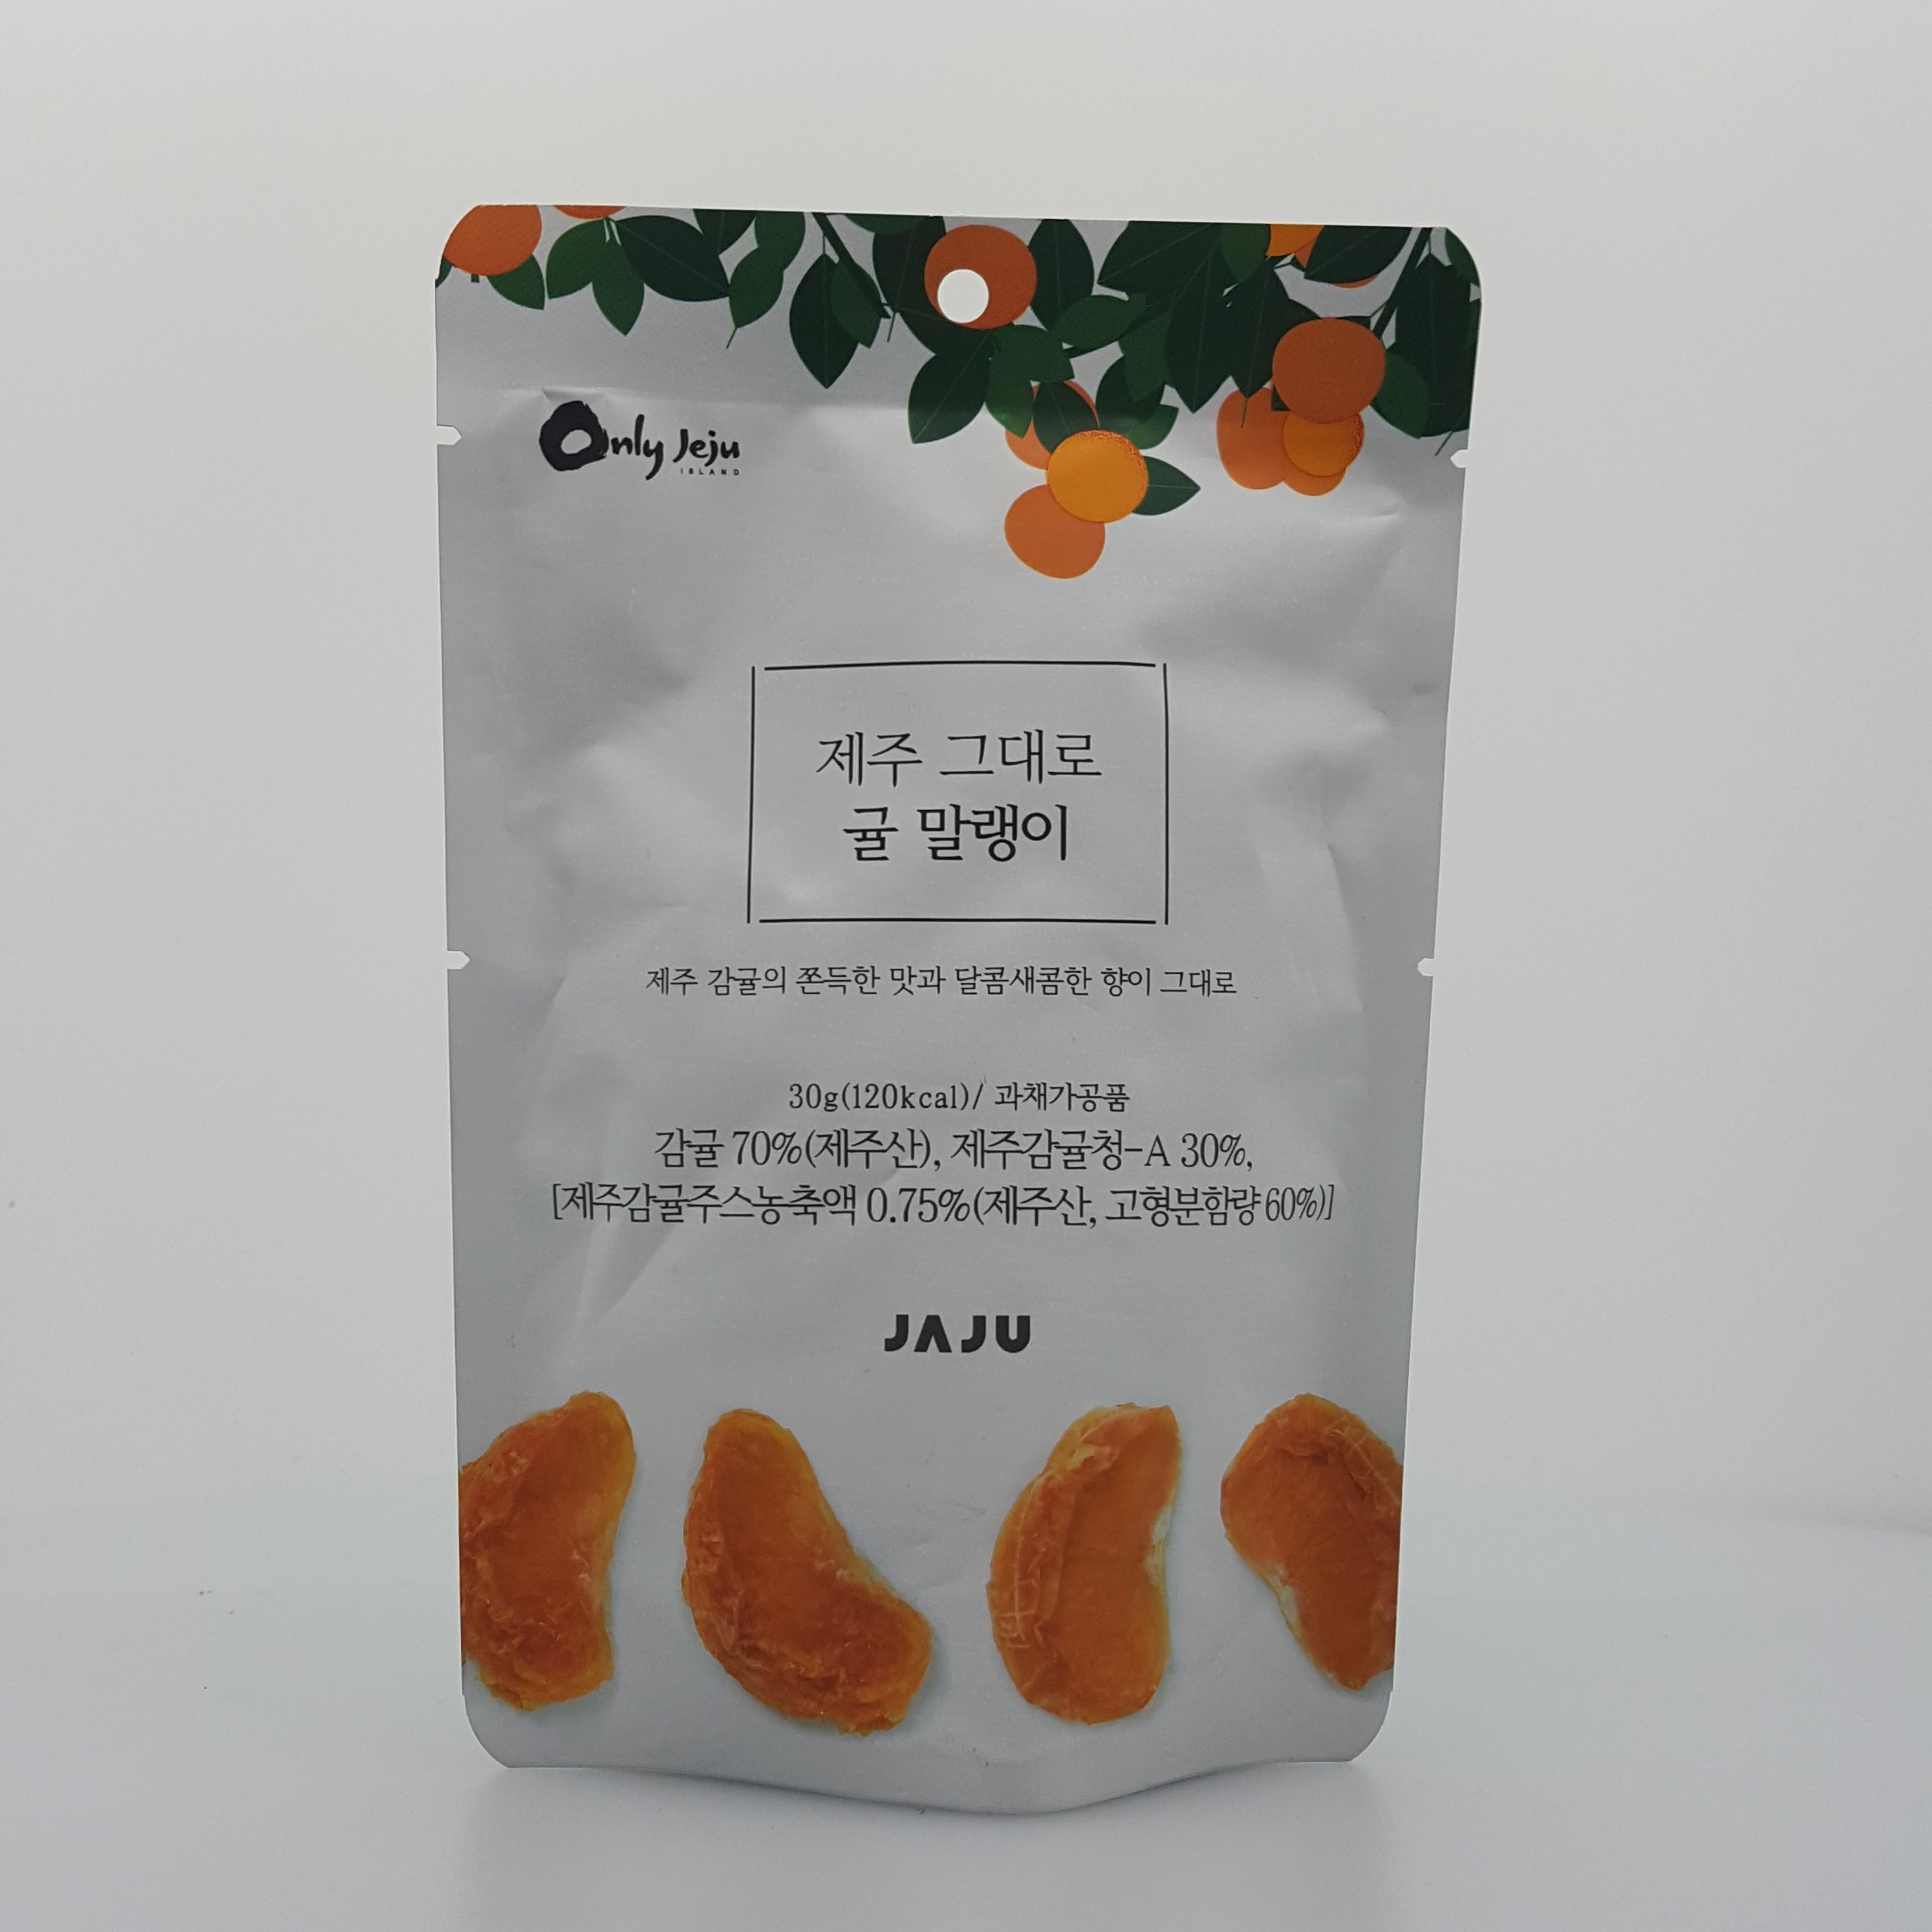 Only Jeju
ISLAND
제주 그대로
귤 말랭이
제주 감귤의 쫀득한 맛과 달콤새콤한 향이 그대로
30g(120kcal)/ 과채가공품
감귤 70%(제주산), 제주감귤청-A 30%,
[제주감귤주스농축액 0.75%(제주산, 고형분함량 60%)]
JAJU